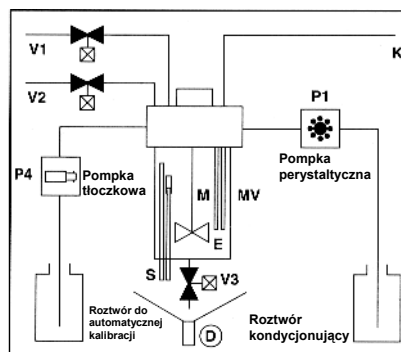 V1
K
V2
P1
Pompka
perystaltyczna
P4
Pompka
tłoczkowa
M
MV
E
S
V3
Roztwór do
automatycznej
kalibracji
D
Roztwór
kondycjonujący